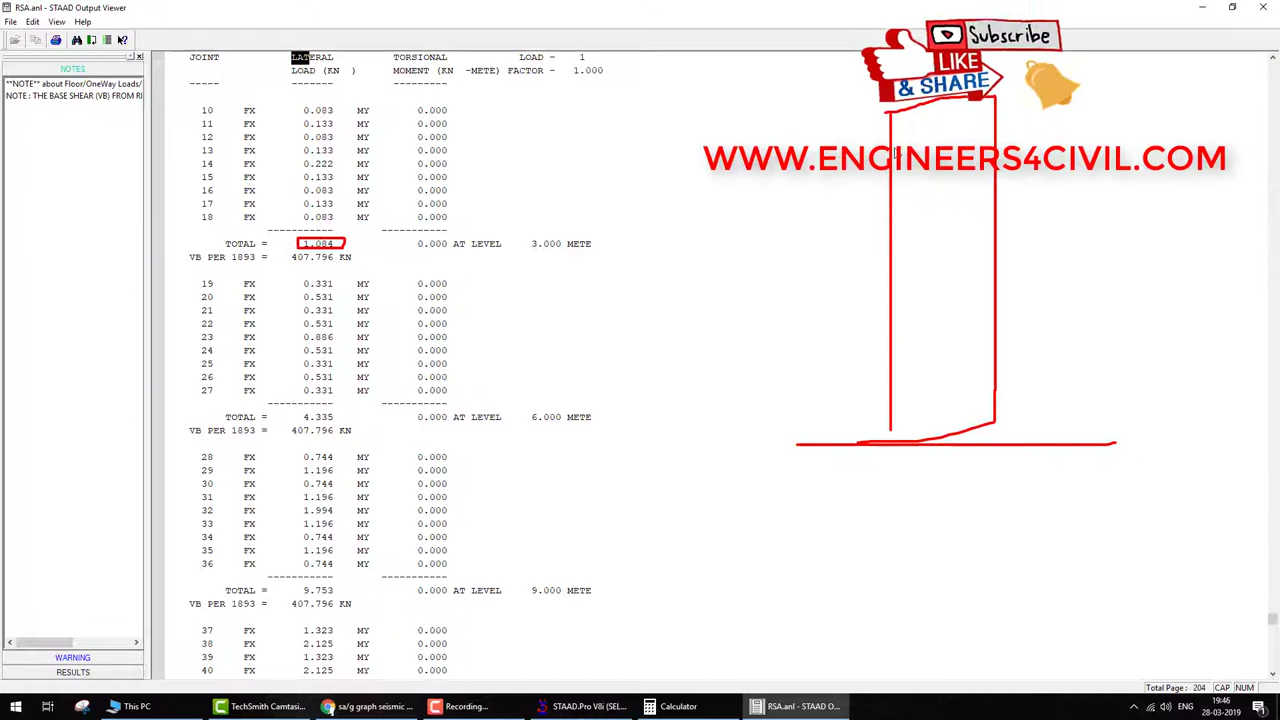 RSA.anl - STAAD Output Viewer
File Edit View Help
NOTES
**NOTE** about Floor/OneWay Loads/
NOTE : THE BASE SHEAR (VB) FROM RI
WARNING
RESULTS
JOINT LATERAL TORSIONAL LOAD - 1
LOAD (KN ) MOMENT (KN -METE) FACTOR - 1.000
----- ------- ---------
10 FX 0.083 MY 0.000
11 FX 0.133 MY 0.000
12 FX 0.083 MY 0.000
13 FX 0.133 MY 0.000
14 FX 0.222 MY 0.000
15 FX 0.133 MY 0.000
16 FX 0.083 MY 0.000
17 FX 0.133 MY 0.000
18 FX 0.083 MY 0.000
----------- -----------
TOTAL = 1.084 0.000 AT LEVEL 3.000 METE
VB PER 1893 = 407.796 KN
19 FX 0.331 MY 0.000
20 FX 0.531 MY 0.000
21 FX 0.331 MY 0.000
22 FX 0.531 MY 0.000
23 FX 0.886 MY 0.000
24 FX 0.531 MY 0.000
25 FX 0.331 MY 0.000
26 FX 0.531 MY 0.000
27 FX 0.331 MY 0.000
----------- -----------
TOTAL = 4.335 0.000 AT LEVEL 6.000 METE
VB PER 1893 = 407.796 KN
28 FX 0.744 MY 0.000
29 FX 1.196 MY 0.000
30 FX 0.744 MY 0.000
31 FX 1.196 MY 0.000
32 FX 1.994 MY 0.000
33 FX 1.196 MY 0.000
34 FX 0.744 MY 0.000
35 FX 1.196 MY 0.000
36 FX 0.744 MY 0.000
----------- -----------
TOTAL = 9.753 0.000 AT LEVEL 9.000 METE
VB PER 1893 = 407.796 KN
37 FX 1.323 MY 0.000
38 FX 2.125 MY 0.000
39 FX 1.323 MY 0.000
40 FX 2.125 MY 0.000
Subscribe
LIKE
& SHARE
WWW.ENGINEERS4CIVIL.COM
Total Page : 204 CAP NUM
This PC
TechSmith Camtasi...
sa/g graph seismic ...
Recording...
STAAD.Pro V8i (SEL...
Calculator
RSA.anl - STAAD O...
ENG
19:46
28-03-2019